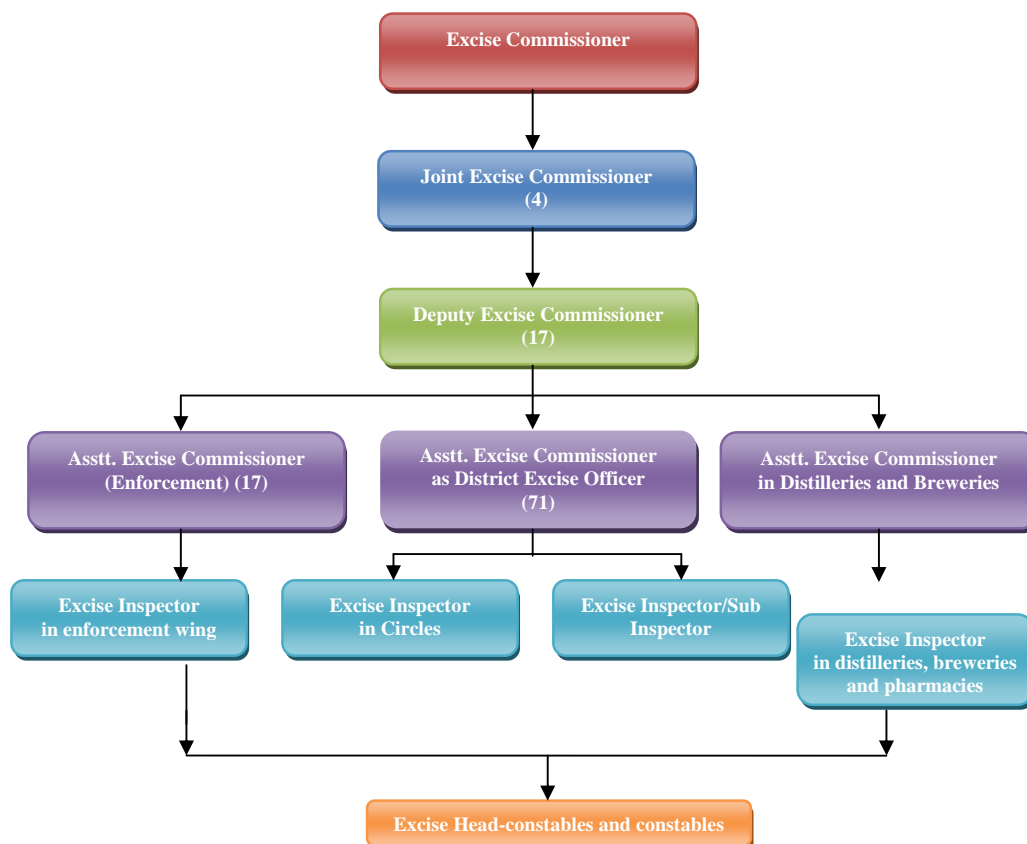 Excise Commissioner
Joint Excise Commissioner
(4)
Deputy Excise Commissioner
(17)
Asstt. Excise Commissioner
(Enforcement) (17)
Asstt. Excise Commissioner
as District Excise Officer
(71)
Asstt. Excise Commissioner
in Distilleries and Breweries
Excise Inspector
in enforcement wing
Excise Inspector
in Circles
Excise Inspector/Sub
Inspector
Excise Inspector
in distilleries, breweries
and pharmacies
Excise Head-constables and constables